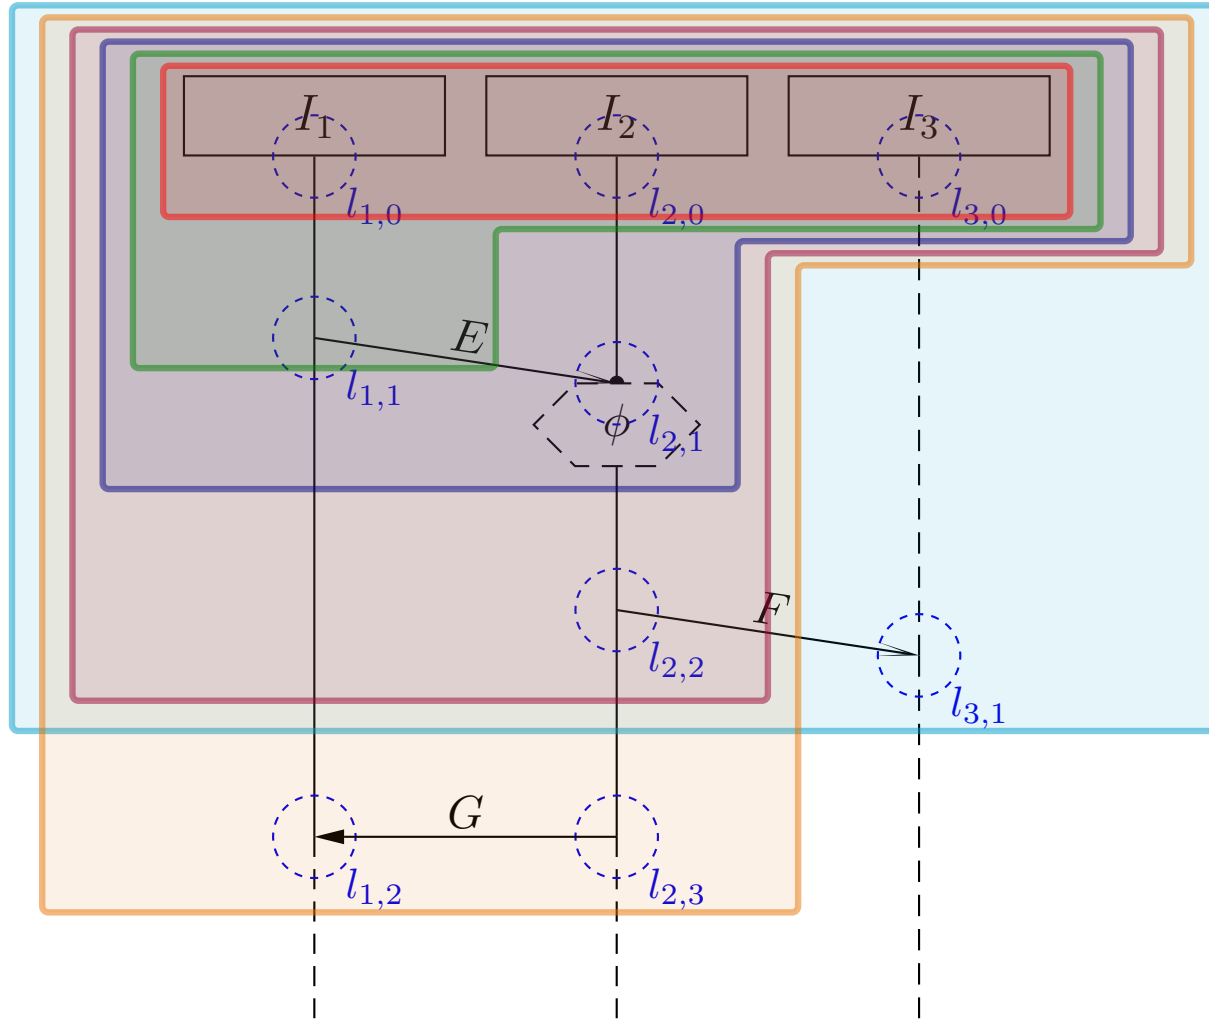 I₁ I₂ I₃
l₁,₀ l₂,₀ l₃,₀
E
l₁,₁
ϕ l₂,₁
F
l₂,₂
l₃,₁
G
l₁,₂ l₂,₃